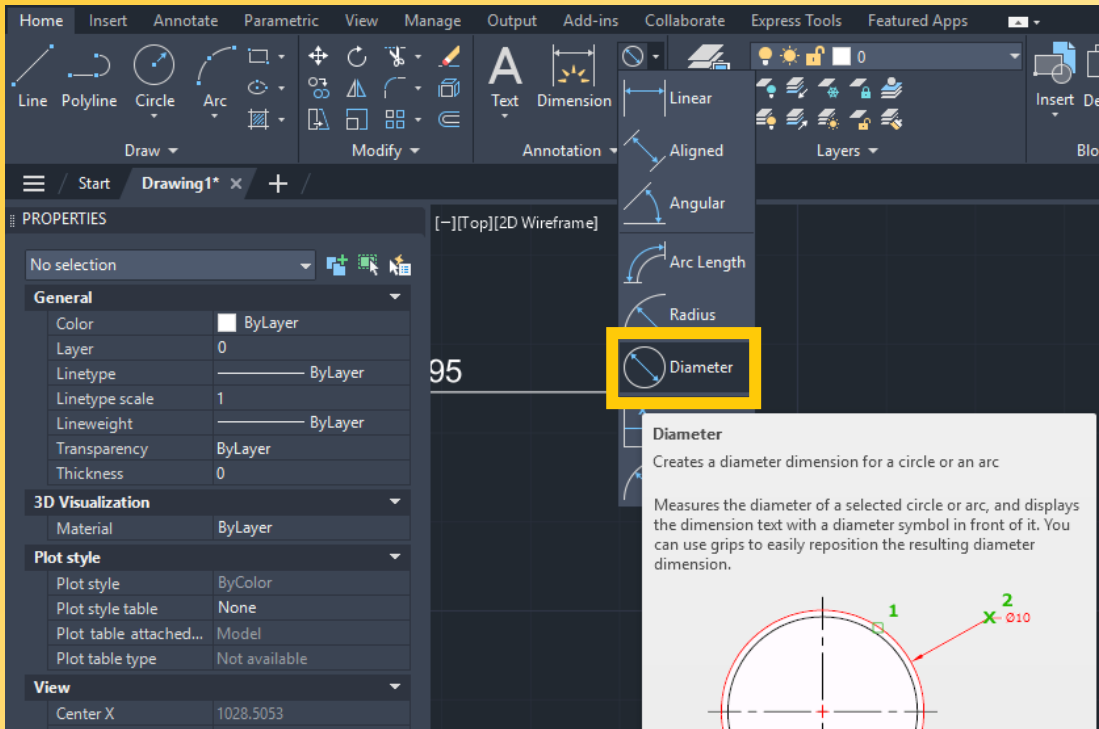 Home Insert Annotate Parametric View Manage Output Add-ins Collaborate Express Tools Featured Apps
0
Line Polyline Circle Arc Text Dimension Insert
Draw Modify Annotation Layers
Linear
Aligned
Angular
Arc Length
Radius
Diameter
Start Drawing1* × +
PROPERTIES
[−][Top][2D Wireframe]
No selection
General
Color ByLayer
Layer 0
Linetype ByLayer
Linetype scale 1
Lineweight ByLayer
Transparency ByLayer
Thickness 0
3D Visualization
Material ByLayer
Plot style
Plot style ByColor
Plot style table None
Plot table attached... Model
Plot table type Not available
View
Center X 1028.5053
95
Diameter
Creates a diameter dimension for a circle or an arc
Measures the diameter of a selected circle or arc, and displays
the dimension text with a diameter symbol in front of it. You
can use grips to easily reposition the resulting diameter
dimension.
1
2
X Ø10